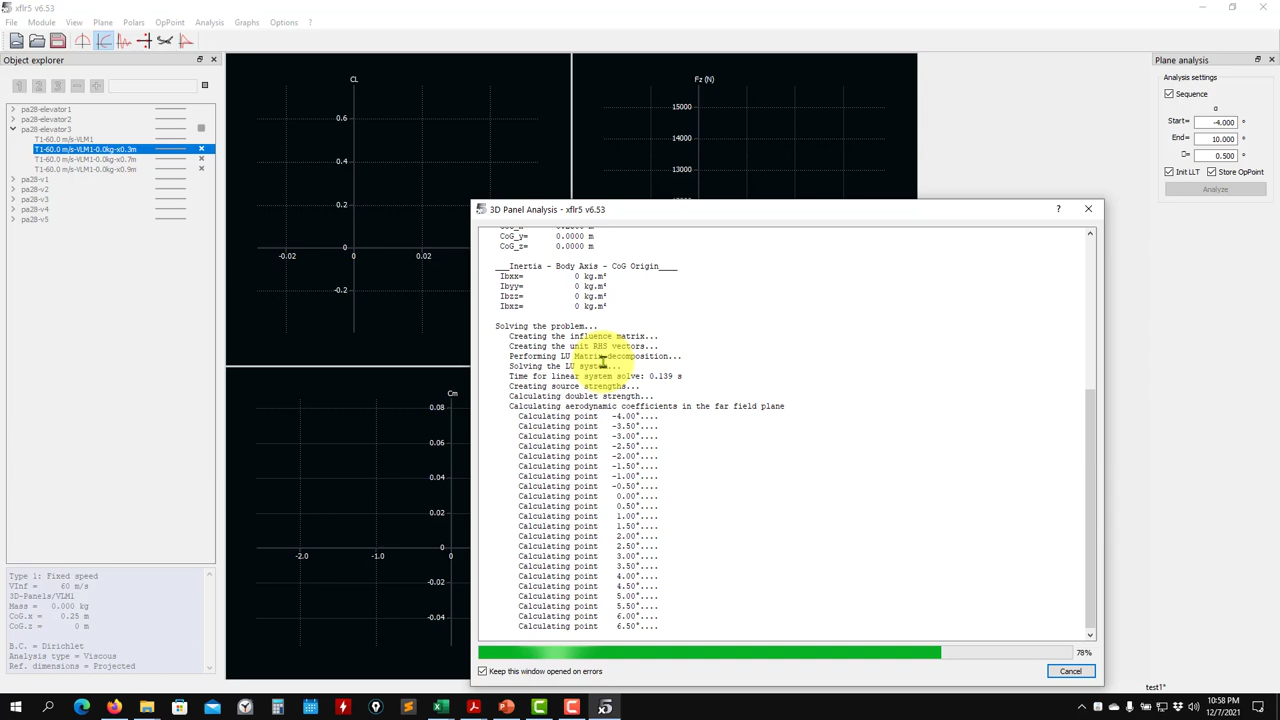 xflr5 v6.53
File Module View Plane Polars OpPoint Analysis Graphs Options ?
Object explorer
pa28-elevator1
pa28-elevator2
pa28-elevator3
T1-60.0 m/s-VLM1
T1-60.0 m/s-VLM1-0.0kg-x0.3m
T1-60.0 m/s-VLM1-0.0kg-x0.7m
T1-60.0 m/s-VLM1-0.0kg-x0.9m
pa28-v1
pa28-v2
pa28-v3
pa28-v4
pa28-v5
Type 1: Fixed speed
VInf = 60 m/s
3D-Panels/VLM1
Mass = 0.000 kg
CoG.x = 0.25 m
CoG.z = 0 m
B.C. = Dirichlet
Analysis type = Viscous
Ref. dimensions = Projected
CL
0.6
0.4
0.2
0
-0.2
-0.02 0 0.02
Fz (N)
15000
14000
13000
Cm
0.08
0.06
0.04
0.02
0
-0.02
-0.04
-2.0 -1.0 0
3D Panel Analysis - xflr5 v6.53 ?
CoG_y= 0.0000 m
CoG_z= 0.0000 m
___Inertia - Body Axis - CoG Origin____
Ibxx= 0 kg.m²
Ibyy= 0 kg.m²
Ibzz= 0 kg.m²
Ibxz= 0 kg.m²
Solving the problem...
Creating the influence matrix...
Creating the unit RHS vectors...
Performing LU Matrix decomposition...
Solving the LU system...
Time for linear system solve: 0.139 s
Creating source strengths...
Calculating doublet strength...
Calculating aerodynamic coefficients in the far field plane
Calculating point -4.00°....
Calculating point -3.50°....
Calculating point -3.00°....
Calculating point -2.50°....
Calculating point -2.00°....
Calculating point -1.50°....
Calculating point -1.00°....
Calculating point -0.50°....
Calculating point 0.00°....
Calculating point 0.50°....
Calculating point 1.00°....
Calculating point 1.50°....
Calculating point 2.00°....
Calculating point 2.50°....
Calculating point 3.00°....
Calculating point 3.50°....
Calculating point 4.00°....
Calculating point 4.50°....
Calculating point 5.00°....
Calculating point 5.50°....
Calculating point 6.00°....
Calculating point 6.50°....
78%
Keep this window opened on errors
Cancel
Plane analysis
Analysis settings
Sequence
α
Start= -4.000 °
End= 10.000 °
0.500 °
Init LLT Store OpPoint
Analyze
test1*
10:58 PM
12/7/2021